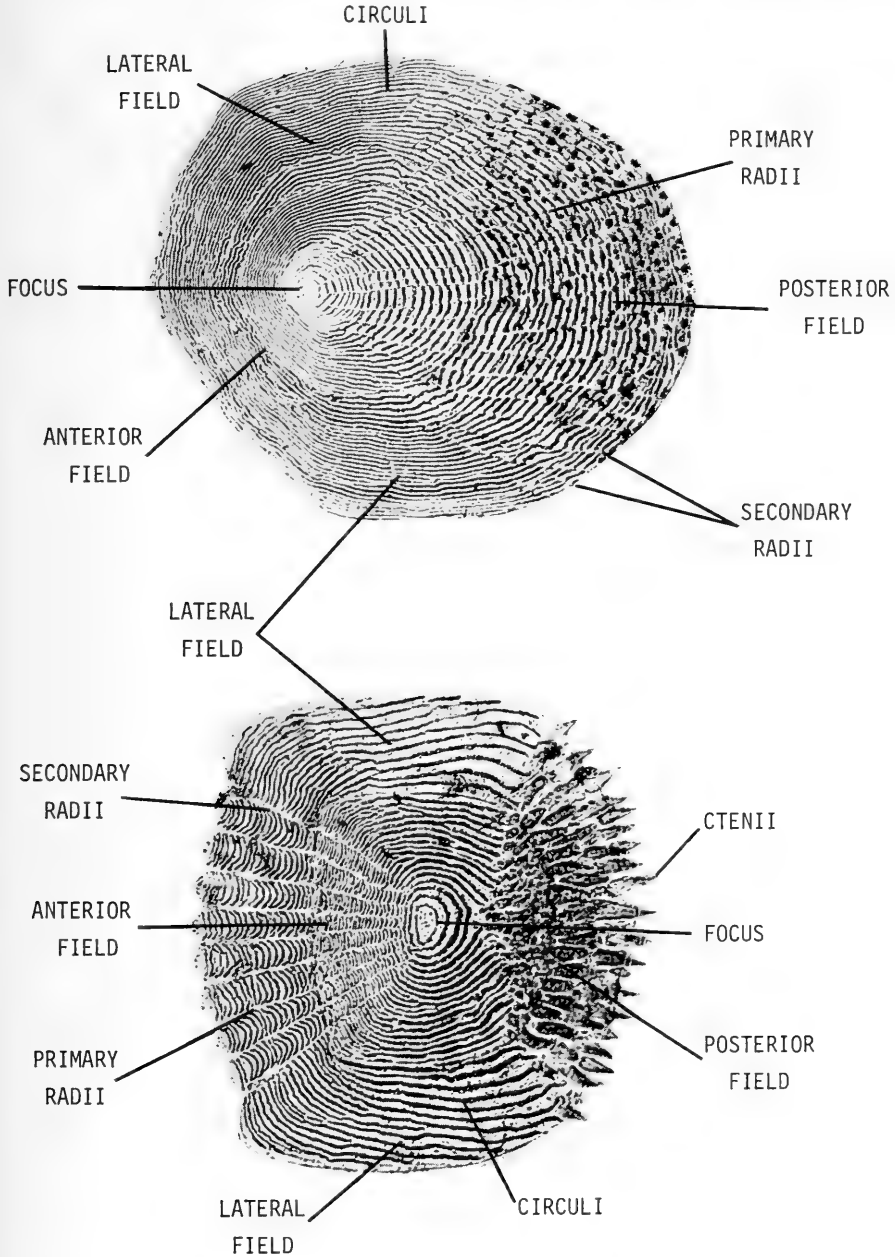 CIRCULI
LATERAL
FIELD
PRIMARY
RADII
FOCUS
POSTERIOR
FIELD
ANTERIOR
FIELD
SECONDARY
RADII
LATERAL
FIELD
SECONDARY
RADII
CTENII
ANTERIOR
FIELD
FOCUS
PRIMARY
RADII
POSTERIOR
FIELD
LATERAL
FIELD
CIRCULI